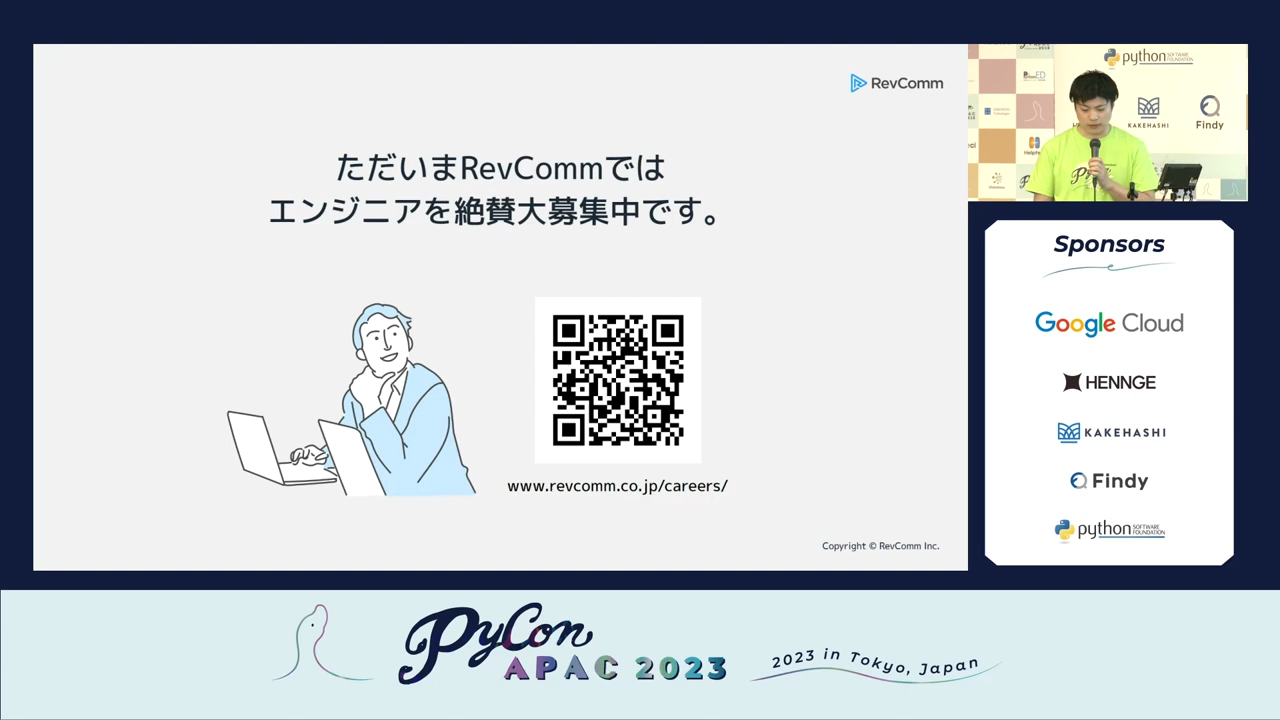 RevComm
ただいまRevCommでは
エンジニアを絶賛大募集中です。
www.revcomm.co.jp/careers/
Copyright © RevComm Inc.
python SOFTWARE FOUNDATION
KAKEHASHI
Findy
Sponsors
Google Cloud
HENNGE
KAKEHASHI
Findy
python SOFTWARE FOUNDATION
PyCon
APAC 2023
2023 in Tokyo, Japan